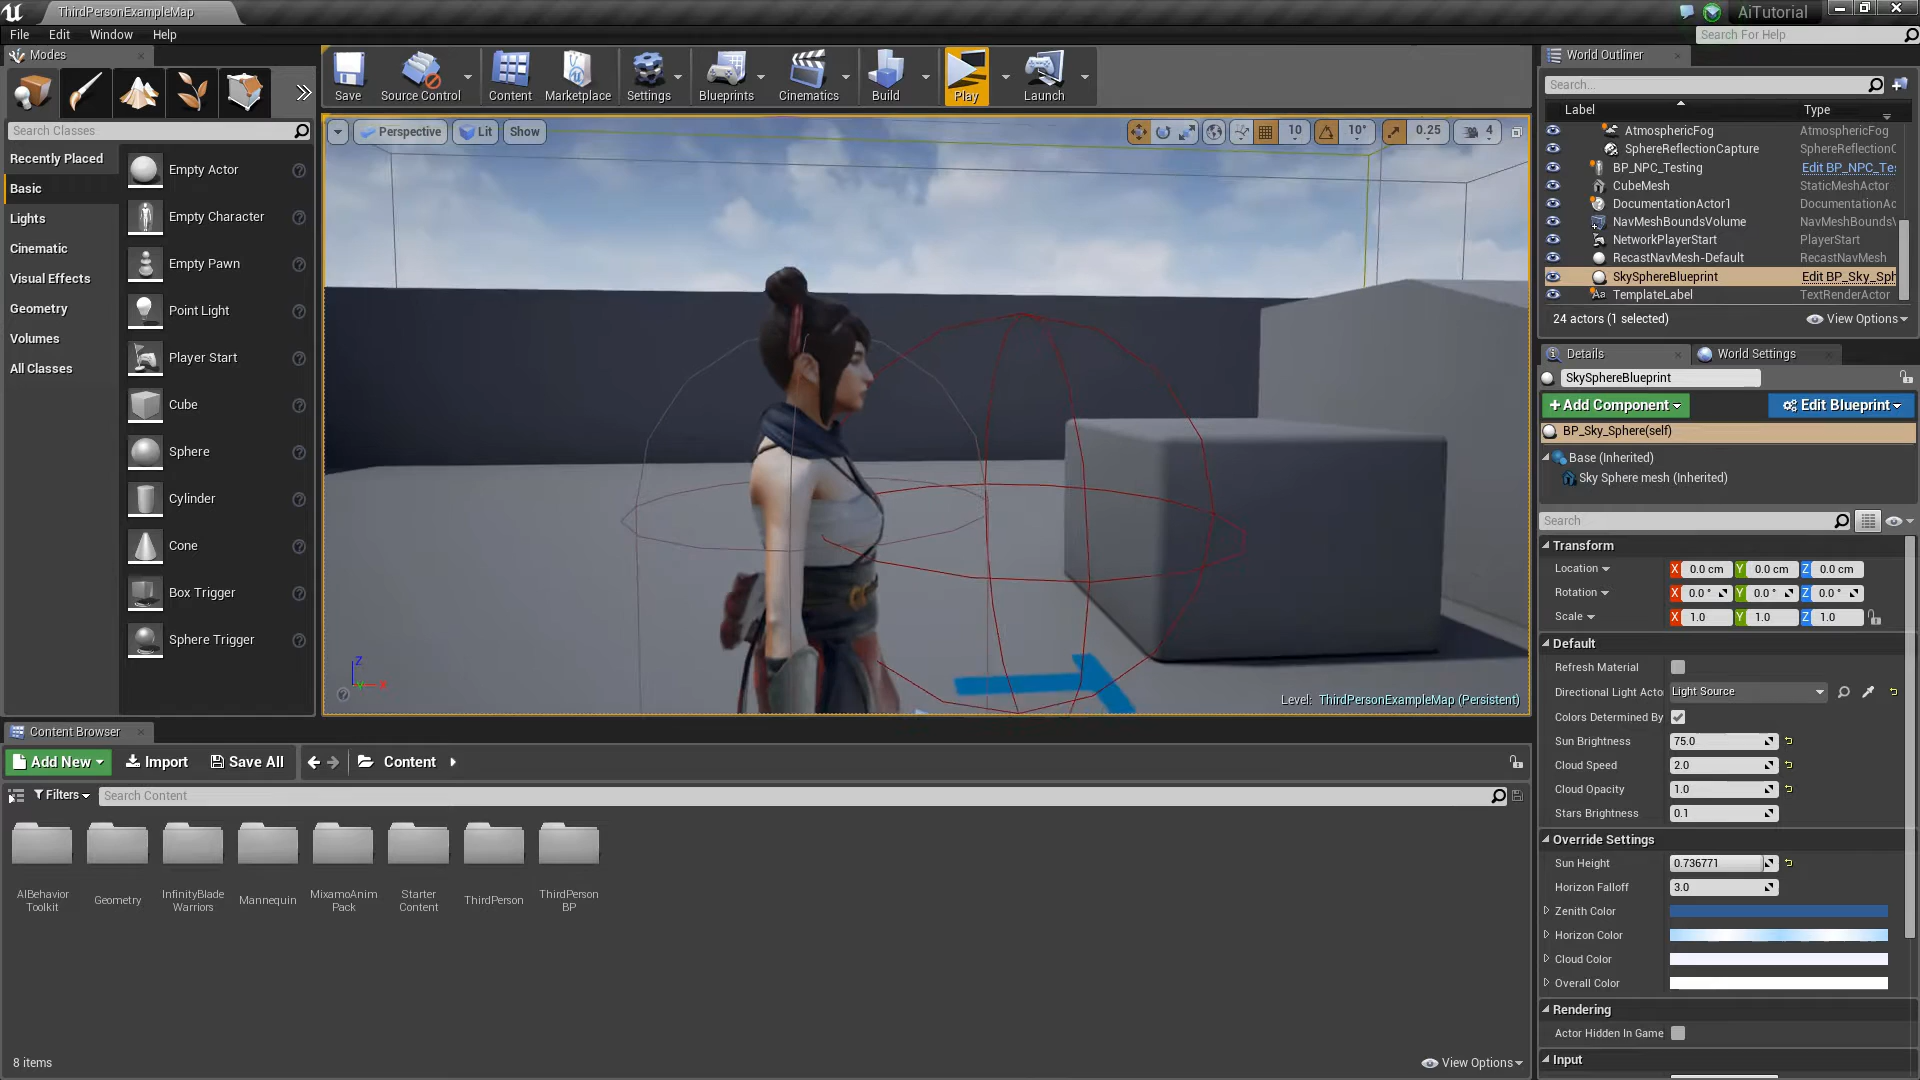 ThirdPersonExampleMap
AiTutorial
File Edit Window Help
Search For Help
Modes
Save
Source Control
Content
Marketplace
Settings
Blueprints
Cinematics
Build
Play
Launch
Search Classes
Recently Placed
Basic
Lights
Cinematic
Visual Effects
Geometry
Volumes
All Classes
Empty Actor
Empty Character
Empty Pawn
Point Light
Player Start
Cube
Sphere
Cylinder
Cone
Box Trigger
Sphere Trigger
Perspective Lit Show
10 10° 0.25 4
Z
X
Level: ThirdPersonExampleMap (Persistent)
World Outliner
Search...
Label Type
AtmosphericFog AtmosphericFog
SphereReflectionCapture SphereReflectionC
BP_NPC_Testing Edit BP_NPC_Te
CubeMesh StaticMeshActor
DocumentationActor1 DocumentationAc
NavMeshBoundsVolume NavMeshBoundsV
NetworkPlayerStart PlayerStart
RecastNavMesh-Default RecastNavMesh
SkySphereBlueprint Edit BP_Sky_Sph
TemplateLabel TextRenderActor
24 actors (1 selected) View Options
Details World Settings
SkySphereBlueprint
+Add Component Edit Blueprint
BP_Sky_Sphere(self)
Base (Inherited)
Sky Sphere mesh (Inherited)
Search
Transform
Location X 0.0 cm Y 0.0 cm Z 0.0 cm
Rotation X 0.0 ° Y 0.0 ° Z 0.0 °
Scale X 1.0 Y 1.0 Z 1.0
Default
Refresh Material
Directional Light Acto Light Source
Colors Determined By
Sun Brightness 75.0
Cloud Speed 2.0
Cloud Opacity 1.0
Stars Brightness 0.1
Override Settings
Sun Height 0.736771
Horizon Falloff 3.0
Zenith Color
Horizon Color
Cloud Color
Overall Color
Rendering
Actor Hidden In Game
Input
Content Browser
Add New Import Save All Content
Filters Search Content
AIBehavior
Toolkit
Geometry
InfinityBlade
Warriors
Mannequin
MixamoAnim
Pack
Starter
Content
ThirdPerson
ThirdPerson
BP
8 items
View Options